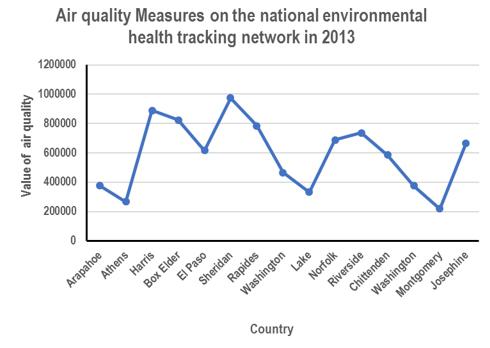 Air quality Measures on the national environmental
health tracking network in 2013
Value of  air quality
1200000
1000000
800000
600000
400000
200000
0
Arapahoe
Athens
Harris
Box Elder
El Paso
Sheridan
Rapides
Washington
Lake
Norfolk
Riverside
Chittenden
Washington
Montgomery
Josephine
Country